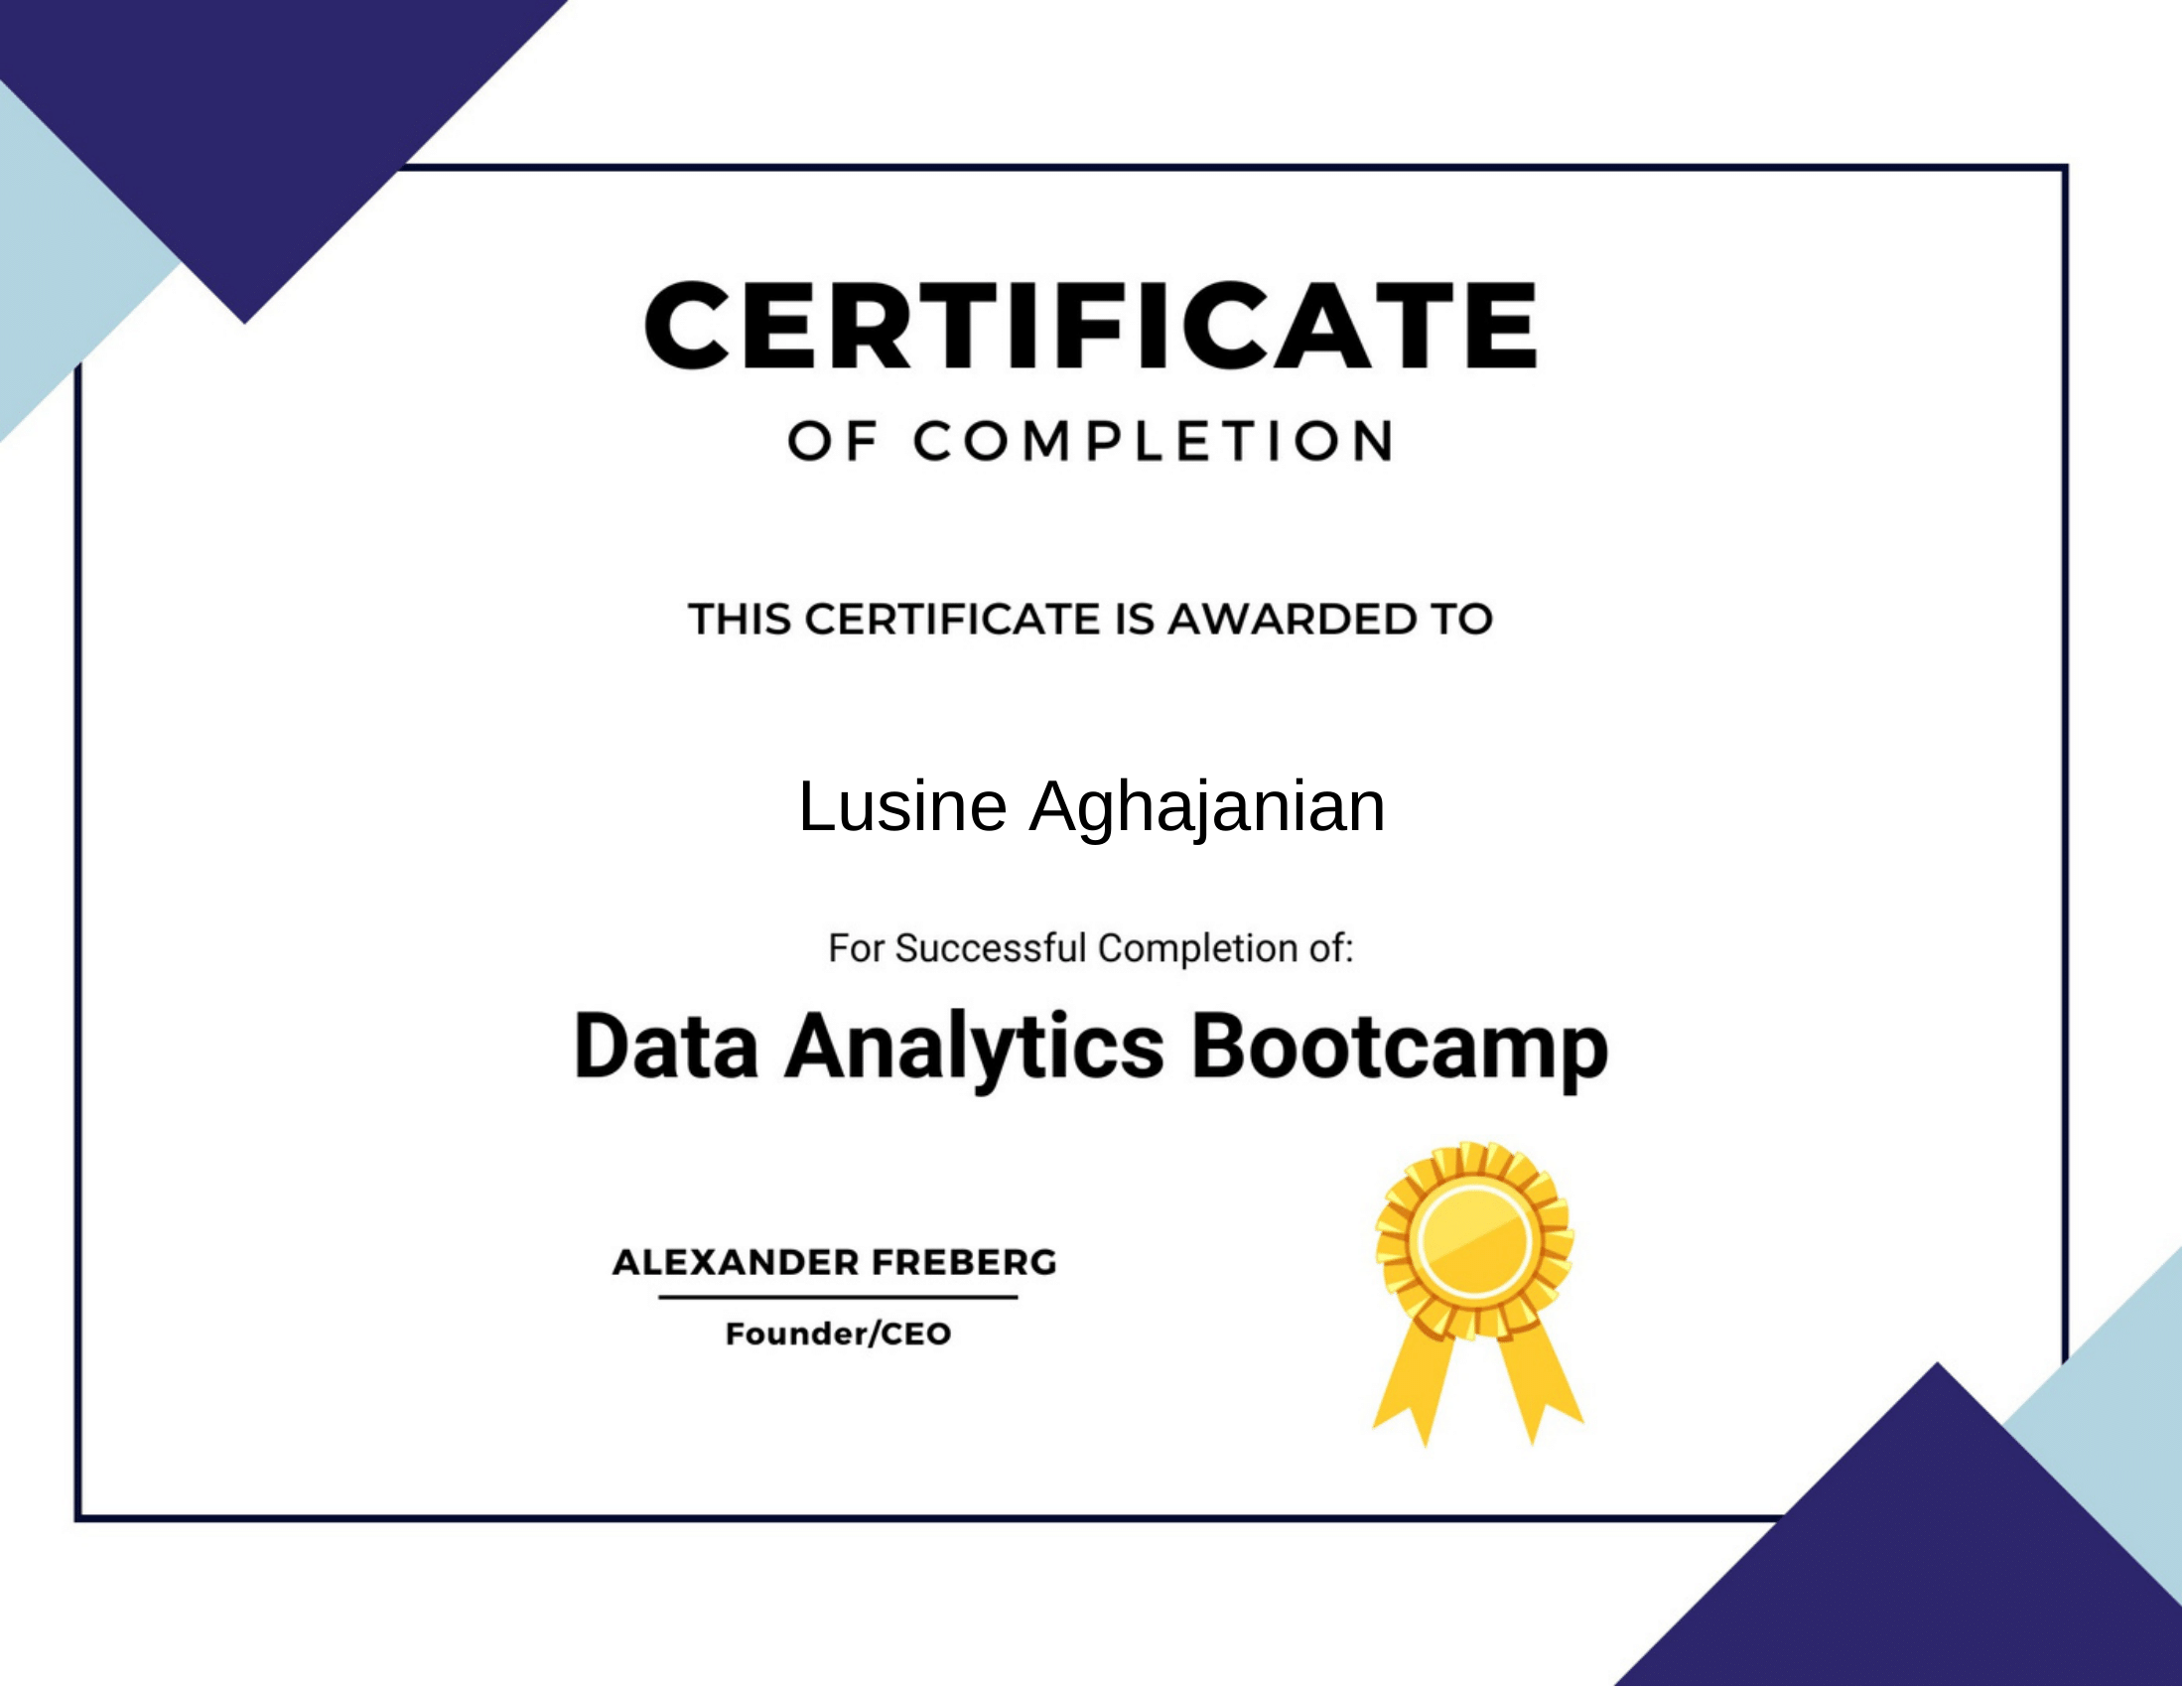 CERTIFICATE
OF COMPLETION
THIS CERTIFICATE IS AWARDED TO
Lusine Aghajanian
For Successful Completion of:
Data Analytics Bootcamp
ALEXANDER FREBERG
Founder/CEO